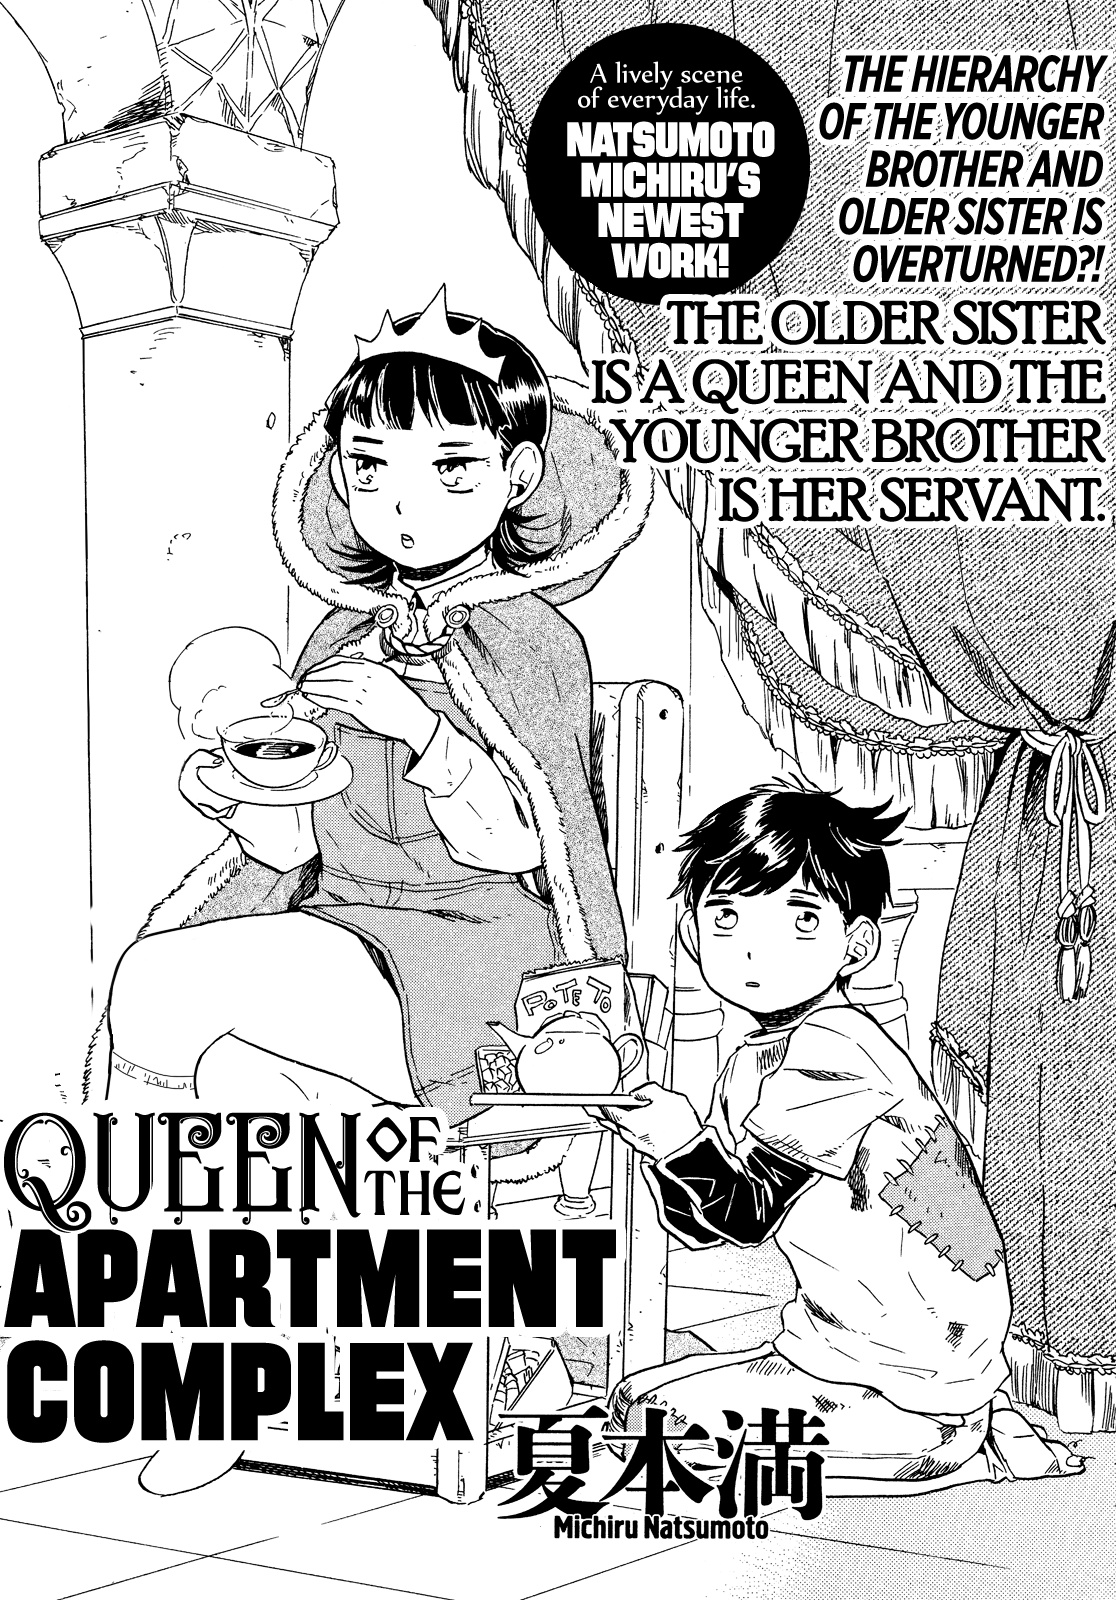 A lively scene
of everyday life.
NATSUMOTO
MICHIRU'S
NEWEST
WORK!
THE HIERARCHY
OF THE YOUNGER
BROTHER AND
OLDER SISTER IS
OVERTURNED?!
THE OLDER SISTER
IS A QUEEN AND THE
YOUNGER BROTHER
IS HER SERVANT.
POTETO
QUEEN OF THE
APARTMENT
COMPLEX
夏本満
Michiru Natsumoto